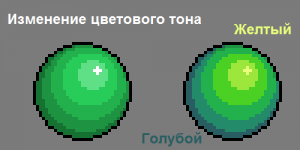 Изменение цветового тона
Желтый
Голубой